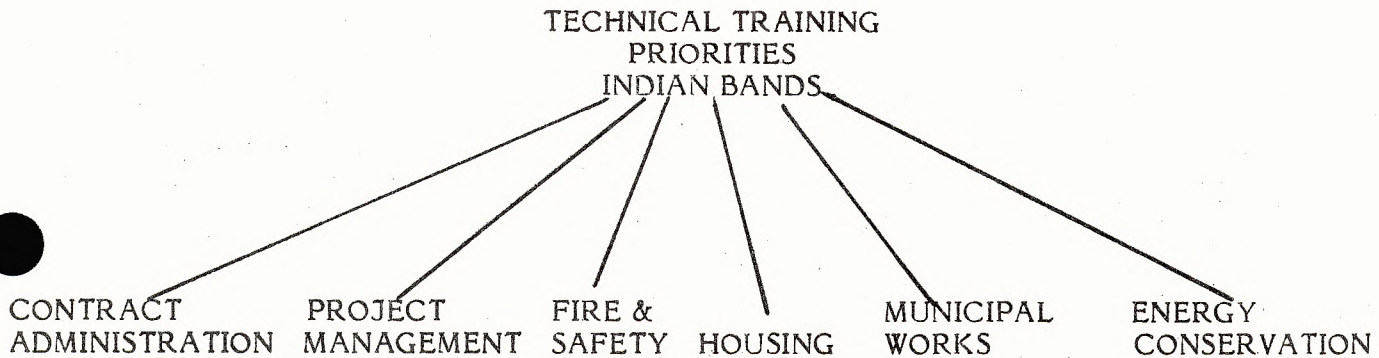 TECHNICAL TRAINING
PRIORITIES
INDIAN BANDS
CONTRACT
ADMINISTRATION
PROJECT
MANAGEMENT
FIRE &
SAFETY
HOUSING
MUNICIPAL
WORKS
ENERGY
CONSERVATION